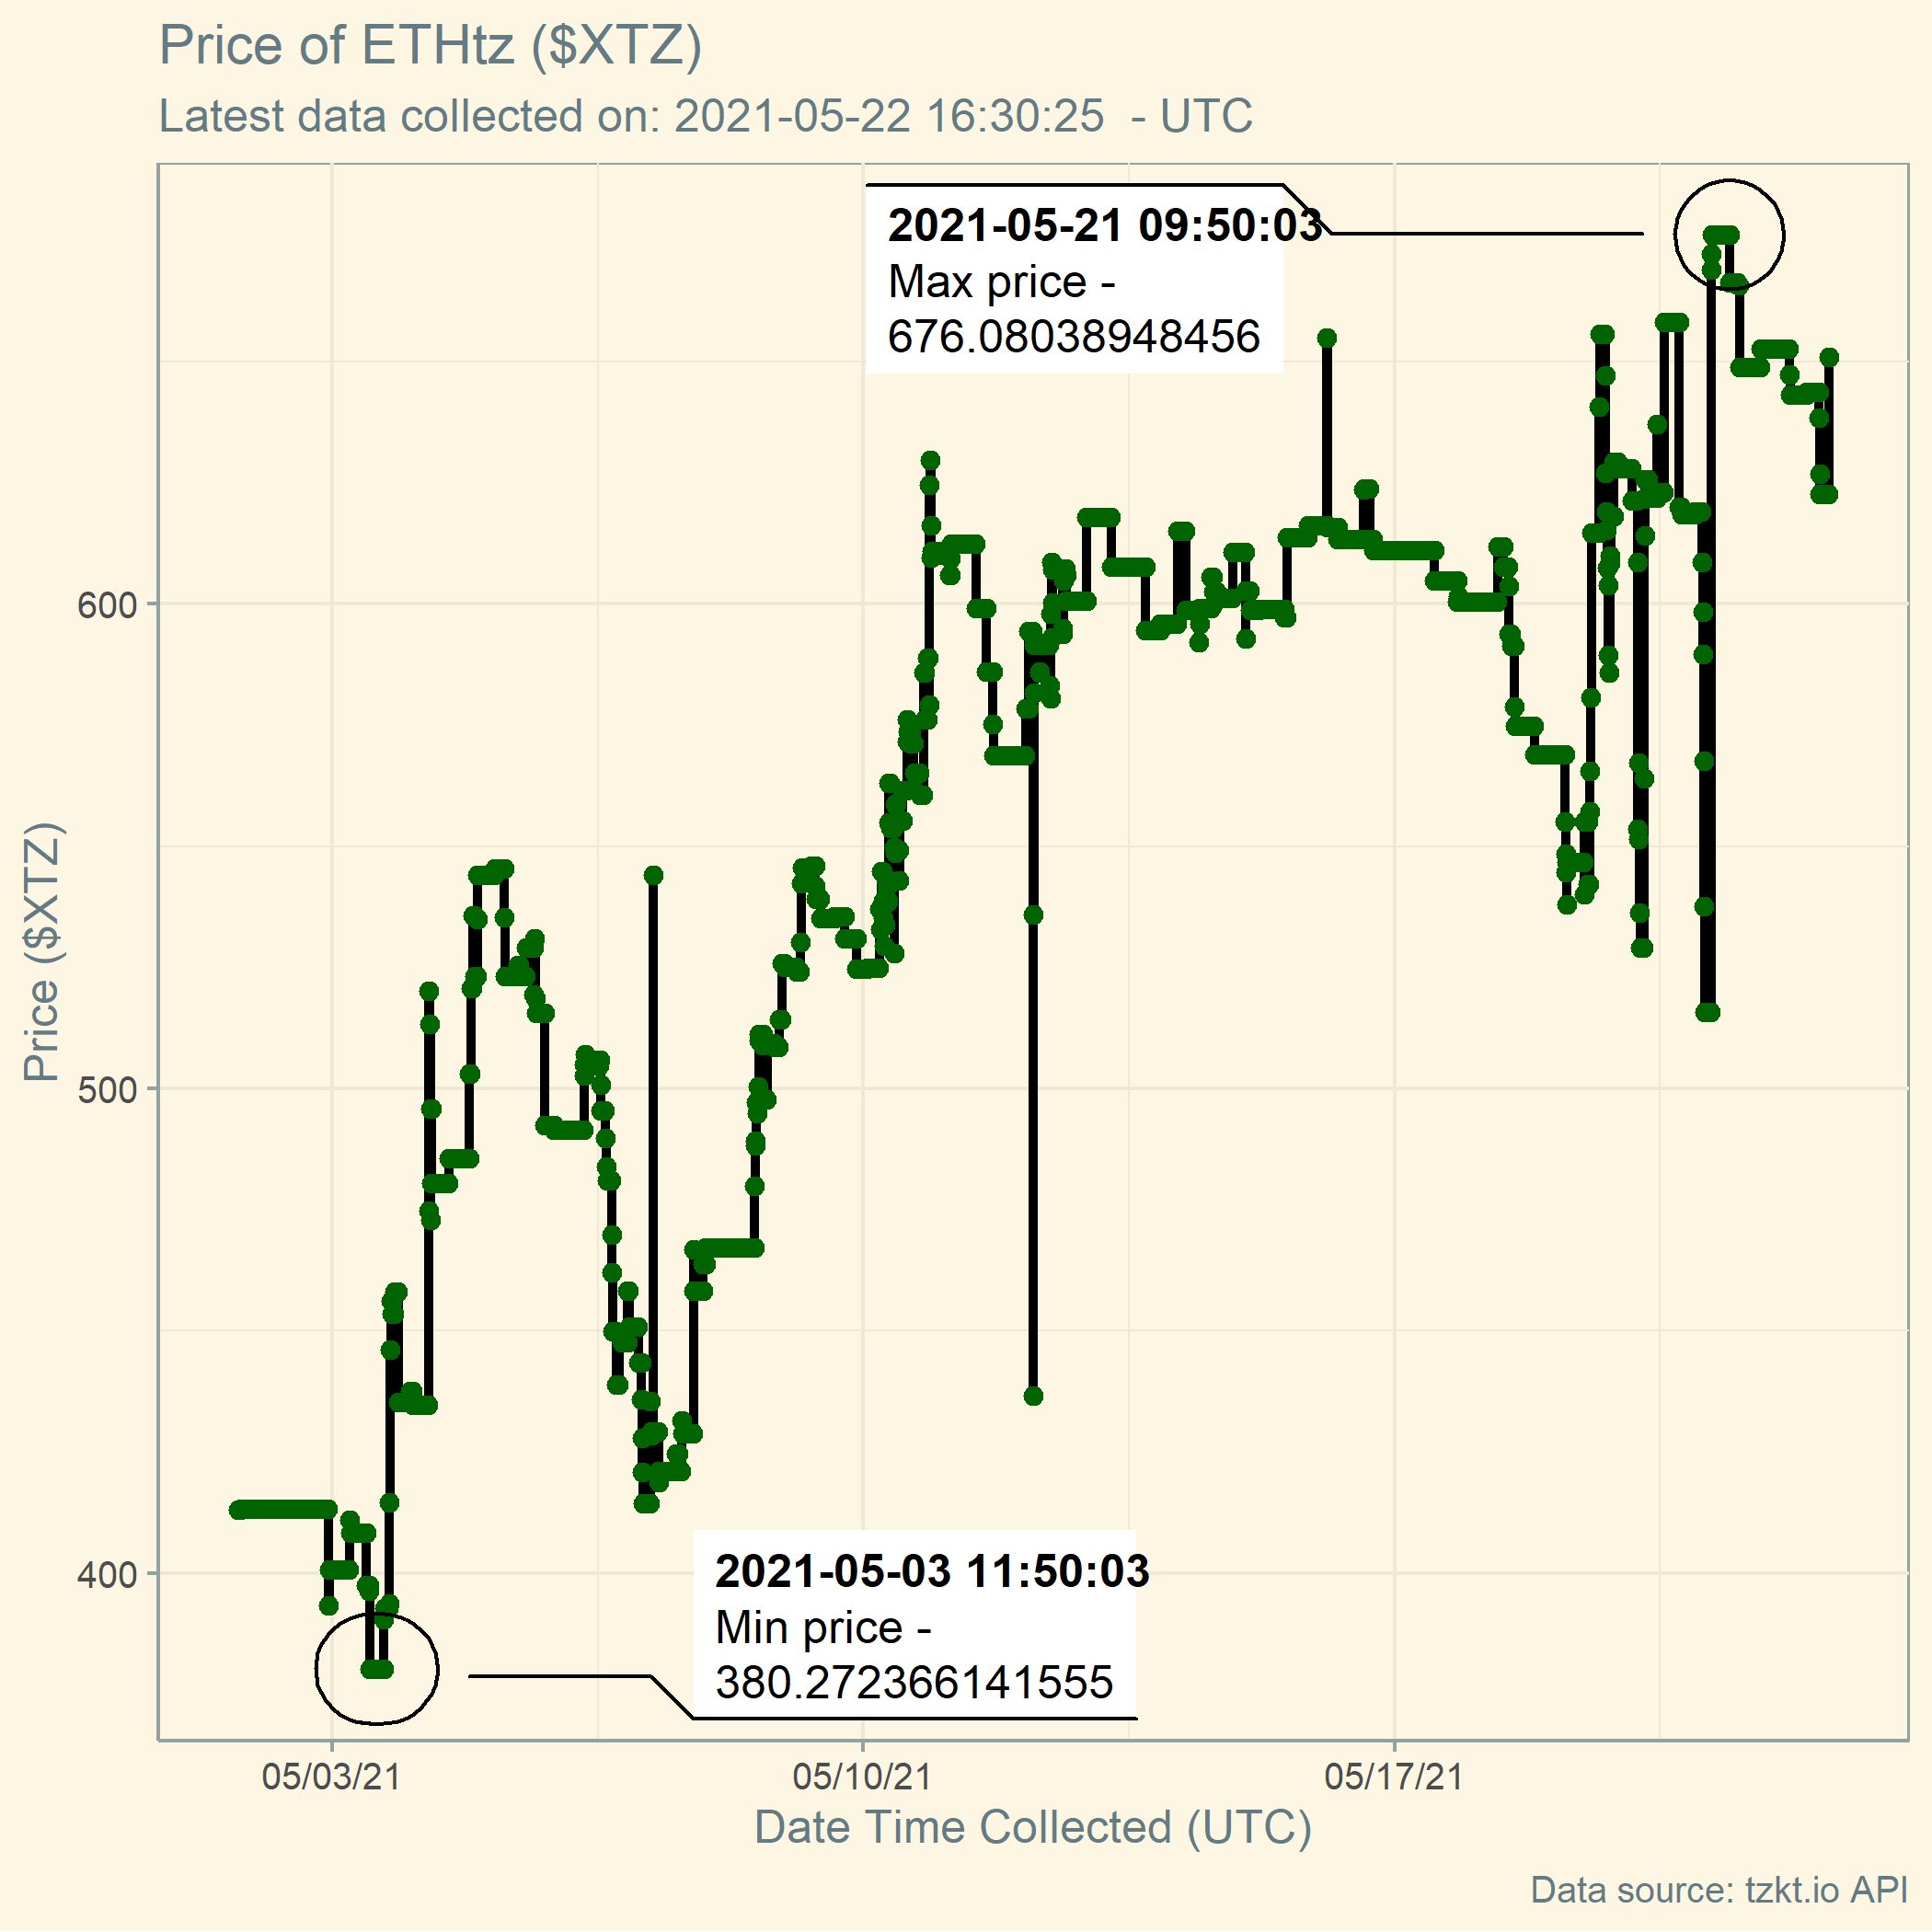 Price of ETHtz ($XTZ)
Latest data collected on: 2021-05-22 16:30:25  - UTC
2021-05-21 09:50:03
Max price -
676.08038948456
600
500
400
Price ($XTZ)
2021-05-03 11:50:03
Min price -
380.272366141555
05/03/21
05/10/21
05/17/21
Date Time Collected (UTC)
Data source: tzkt.io API